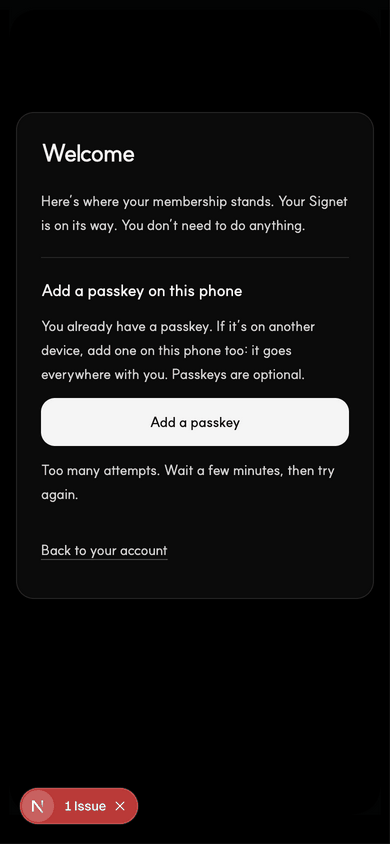 Welcome
Here's where your membership stands. Your Signet
is on its way. You don't need to do anything.
Add a passkey on this phone
You already have a passkey. If it's on another
device, add one on this phone too: it goes
everywhere with you. Passkeys are optional.
Add a passkey
Too many attempts. Wait a few minutes, then try
again.
Back to your account
N 1 Issue